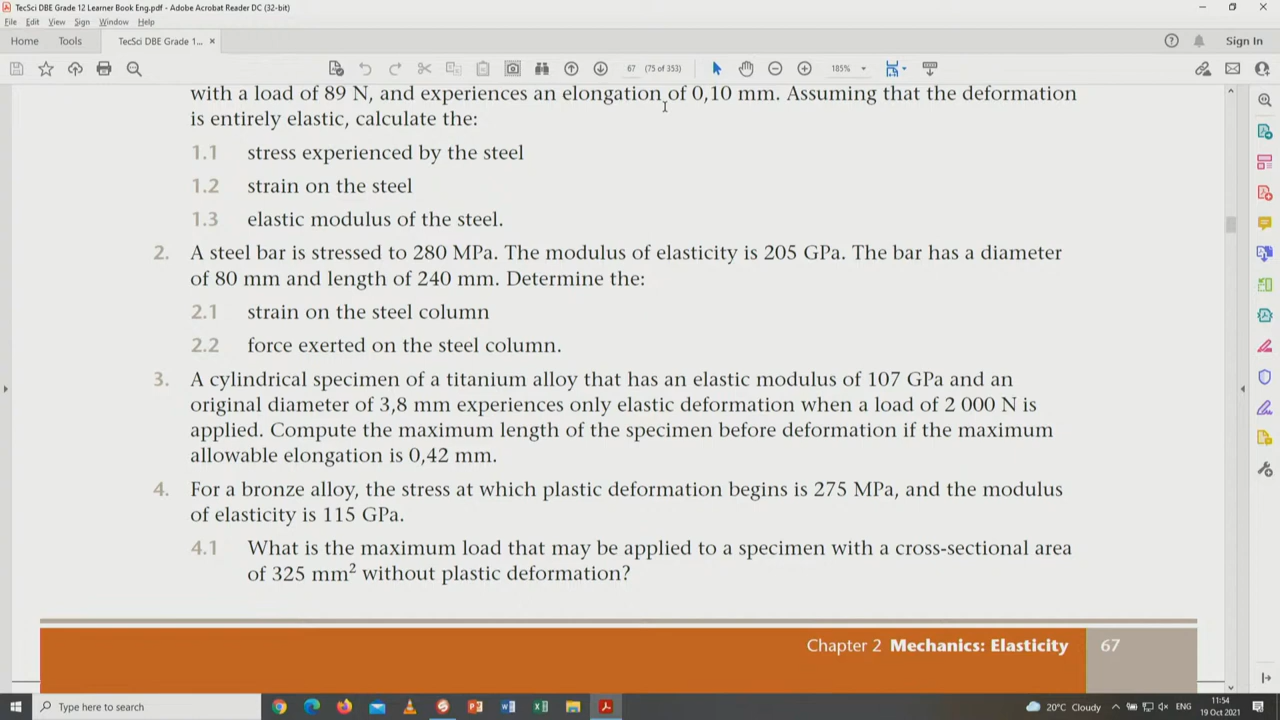 TecSci DBE Grade 12 Learner Book Eng.pdf - Adobe Acrobat Reader DC (32-bit)
File Edit View Sign Window Help
Home Tools TecSci DBE Grade 1... × Sign In
67 (75 of 353) 185%
with a load of 89 N, and experiences an elongation of 0,10 mm. Assuming that the deformation
is entirely elastic, calculate the:
1.1 stress experienced by the steel
1.2 strain on the steel
1.3 elastic modulus of the steel.
2. A steel bar is stressed to 280 MPa. The modulus of elasticity is 205 GPa. The bar has a diameter
of 80 mm and length of 240 mm. Determine the:
2.1 strain on the steel column
2.2 force exerted on the steel column.
3. A cylindrical specimen of a titanium alloy that has an elastic modulus of 107 GPa and an
original diameter of 3,8 mm experiences only elastic deformation when a load of 2 000 N is
applied. Compute the maximum length of the specimen before deformation if the maximum
allowable elongation is 0,42 mm.
4. For a bronze alloy, the stress at which plastic deformation begins is 275 MPa, and the modulus
of elasticity is 115 GPa.
4.1 What is the maximum load that may be applied to a specimen with a cross-sectional area
of 325 mm² without plastic deformation?
Chapter 2 Mechanics: Elasticity 67
Type here to search
20°C Cloudy ENG
11:54
19 Oct 2021